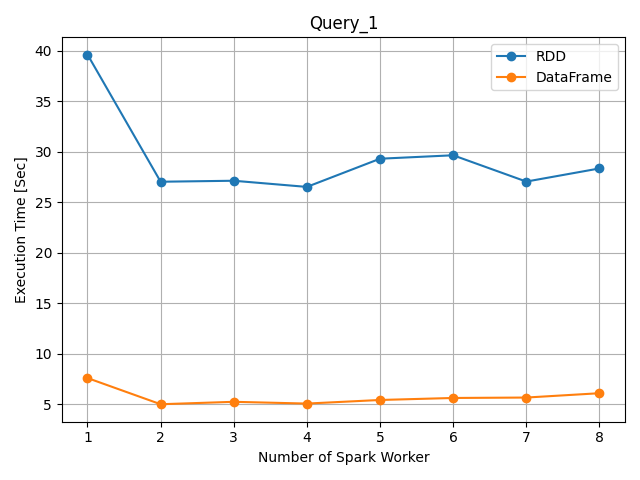 Query_1
RDD
DataFrame
Execution Time [Sec]
40
35
30
25
20
15
10
5
1 2 3 4 5 6 7 8
Number of Spark Worker